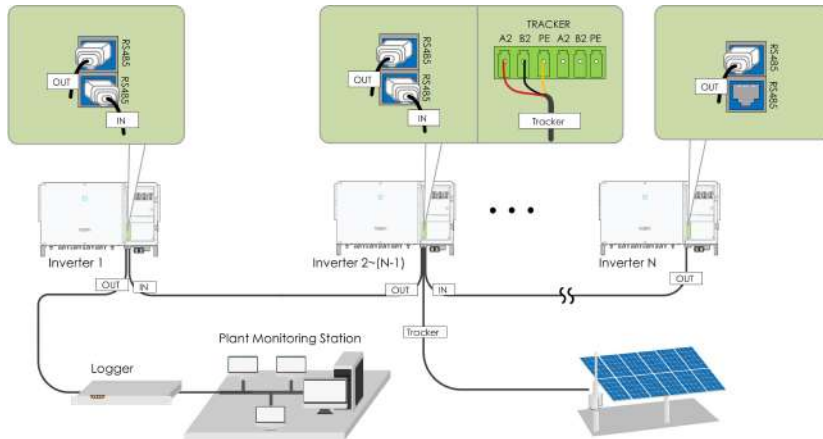 RS485
OUT
RS485
IN
RS485
OUT
RS485
IN
TRACKER
A2 B2 PE A2 B2 PE
Tracker
RS485
OUT
RS485
Inverter 1
Inverter 2~(N-1)
Inverter N
OUT
IN
OUT
IN
OUT
Tracker
Plant Monitoring Station
Logger